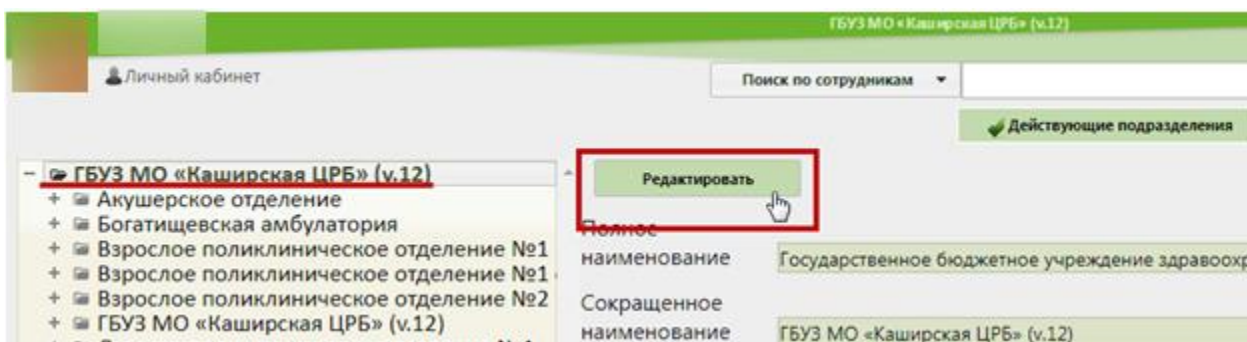 ГБУЗ МО «Каширская ЦРБ» (v.12)
Личный кабинет
Поиск по сотрудникам
Действующие подразделения
ГБУЗ МО «Каширская ЦРБ» (v.12)
Редактировать
Акушерское отделение
Богатищевская амбулатория
Взрослое поликлиническое отделение №1
Взрослое поликлиническое отделение №1
Взрослое поликлиническое отделение №2
ГБУЗ МО «Каширская ЦРБ» (v.12)
Полное
наименование
Государственное бюджетное учреждение здравоохр
Сокращенное
наименование
ГБУЗ МО «Каширская ЦРБ» (v.12)